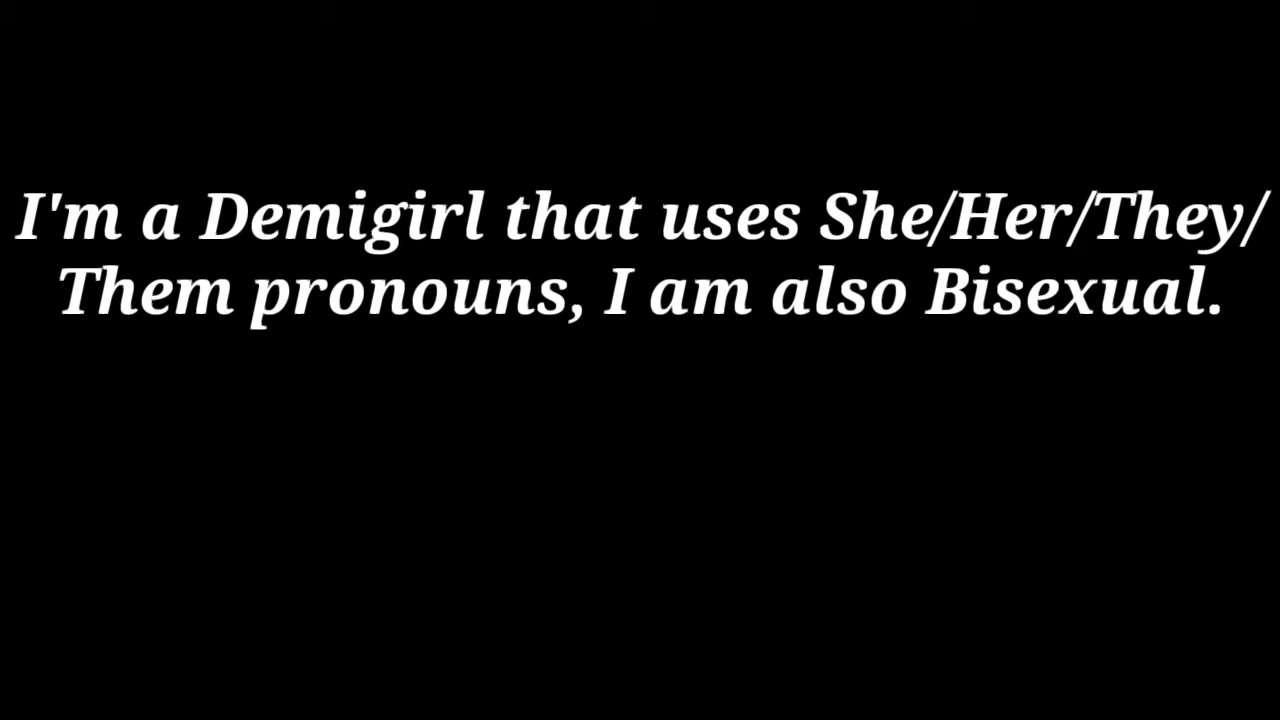 I'm a Demigirl that uses She/Her/They/
Them pronouns, I am also Bisexual.